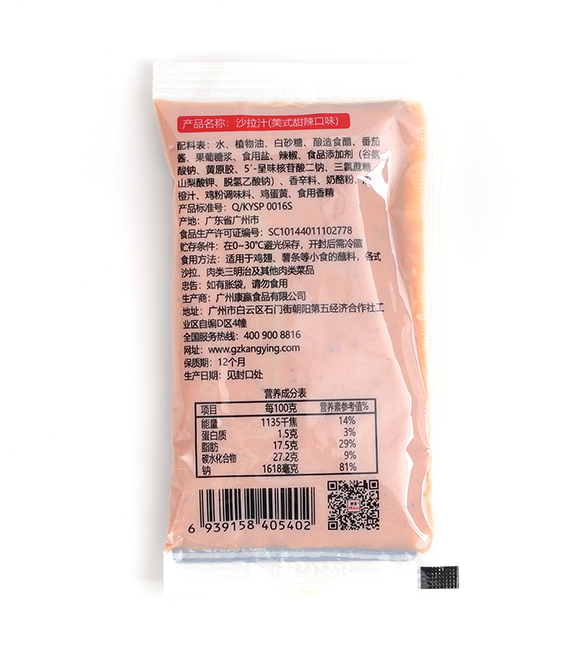 产品名称：沙拉汁(美式甜辣口味)
配料表：水、植物油、白砂糖、酿造食醋、番茄
酱、果葡糖浆、食用盐、辣椒、食品添加剂（谷氨
酸钠、黄原胶、5´-呈味核苷酸二钠、三氯蔗糖、
山梨酸钾、脱氢乙酸钠）、香辛料、奶酪粉、
橙汁、鸡粉调味料、鸡蛋黄、食用香精
产品标准号：Q/KYSP 0016S
产地：广东省广州市
食品生产许可证编号：SC10144011102778
贮存条件：在0~30℃避光保存，开封后需冷藏
食用方法：适用于鸡翅、薯条等小食的蘸料，各式
沙拉、肉类三明治及其他肉类菜品
忠告：如有胀袋，请勿食用
生产商：广州康赢食品有限公司
地址：广州市白云区石门街朝阳第五经济合作社工
业区自编D区4幢
全国服务热线：400 900 8816
网址：www.gzkangying.com
保质期：12个月
生产日期：见封口处
营养成分表
项目 每100克 营养素参考值%
能量 1135千焦 14%
蛋白质 1.5克 3%
脂肪 17.5克 29%
碳水化合物 27.2克 9%
钠 1618毫克 81%
6 939158 405402